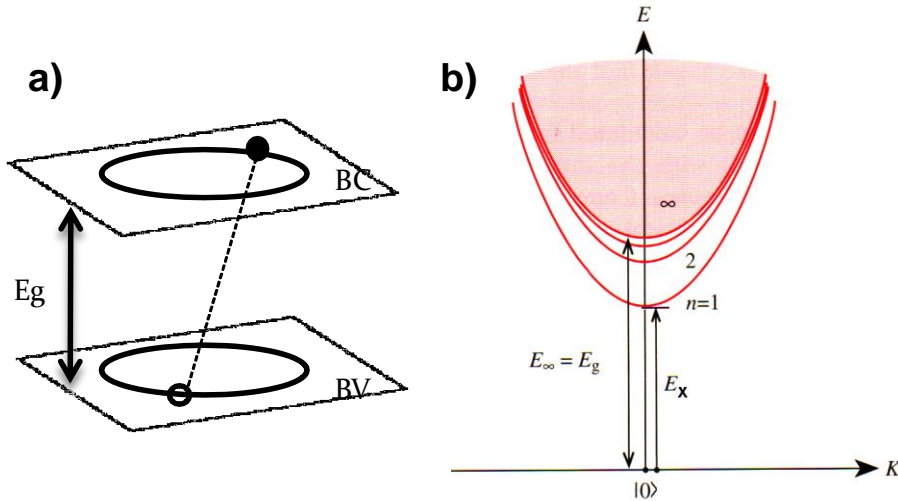 a)
BC
Eg
BV
b)
E
∞
2
n=1
E∞ = Eg
Ex
K
|0⟩